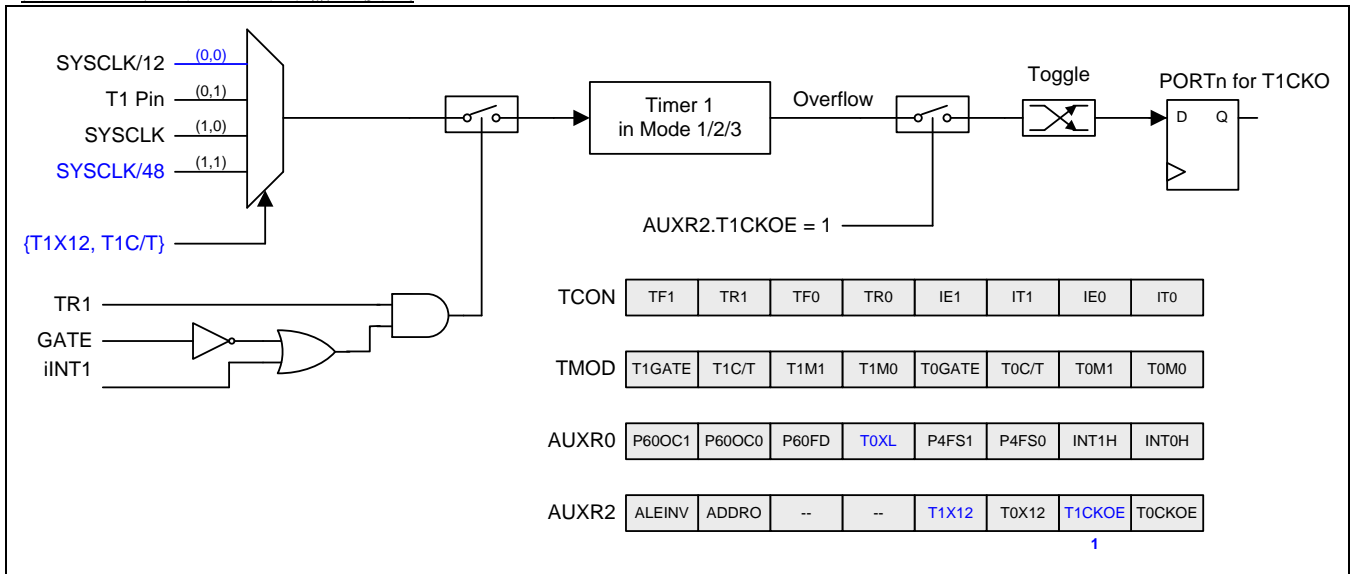 SYSCLK/12 (0,0)
T1 Pin (0,1)
SYSCLK (1,0)
SYSCLK/48 (1,1)
{T1X12, T1C/T}
TR1
GATE
iINT1
Timer 1
in Mode 1/2/3
Overflow
Toggle
PORTn for T1CKO
D Q
AUXR2.T1CKOE = 1
TCON TF1 TR1 TF0 TR0 IE1 IT1 IE0 IT0
TMOD T1GATE T1C/T T1M1 T1M0 T0GATE T0C/T T0M1 T0M0
AUXR0 P60OC1 P60OC0 P60FD T0XL P4FS1 P4FS0 INT1H INT0H
AUXR2 ALEINV ADDRO -- -- T1X12 T0X12 T1CKOE T0CKOE
1